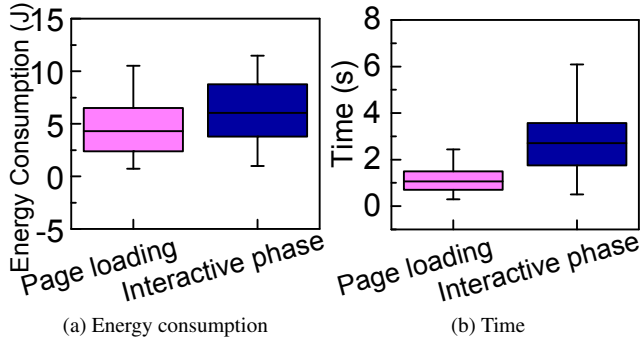 Energy Consumption (J)
15
10
5
0
-5
Page loading
Interactive phase
(a) Energy consumption
Time (s)
8
6
4
2
0
Page loading
Interactive phase
(b) Time